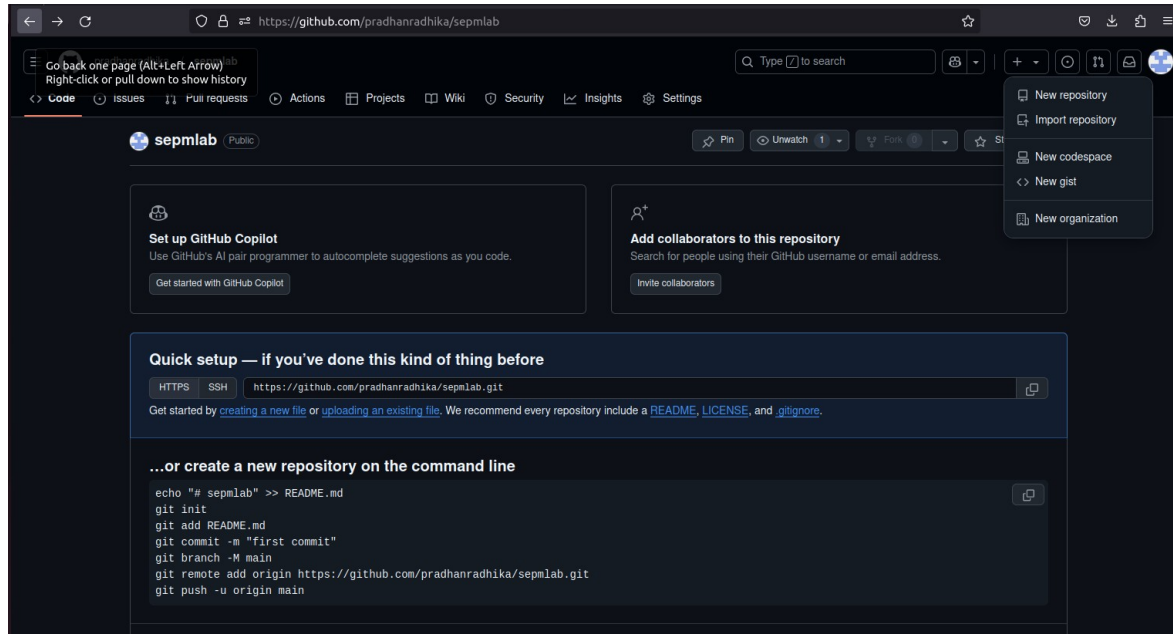 https://github.com/pradhanradhika/sepmlab
Go back one page (Alt+Left Arrow)
Right-click or pull down to show history
Type / to search
Code Issues Pull requests Actions Projects Wiki Security Insights Settings
New repository
Import repository
New codespace
New gist
New organization
sepmlab Public
Pin Unwatch 1 Fork 0 St
Set up GitHub Copilot
Use GitHub's AI pair programmer to autocomplete suggestions as you code.
Get started with GitHub Copilot
Add collaborators to this repository
Search for people using their GitHub username or email address.
Invite collaborators
Quick setup — if you've done this kind of thing before
HTTPS SSH https://github.com/pradhanradhika/sepmlab.git
Get started by creating a new file or uploading an existing file. We recommend every repository include a README, LICENSE, and .gitignore.
…or create a new repository on the command line
echo "# sepmlab" >> README.md
git init
git add README.md
git commit -m "first commit"
git branch -M main
git remote add origin https://github.com/pradhanradhika/sepmlab.git
git push -u origin main